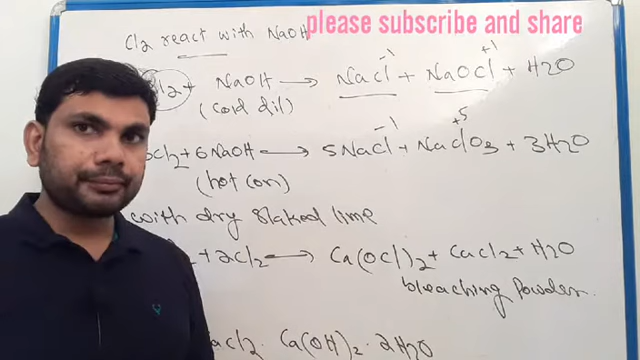 please subscribe and share
Cl2 react with NaOH
-1 +1
l2 + NaOH → NaCl + NaOCl + H2O
(cold dil)
-1 +5
Cl2 + 6NaOH → 5NaCl + NaClO3 + 3H2O
(hot con)
with dry slaked lime
+ 2Cl2 → Ca(OCl)2 + CaCl2 + H2O
bleaching Powder
aCl2 . Ca(OH)2 . 2H2O